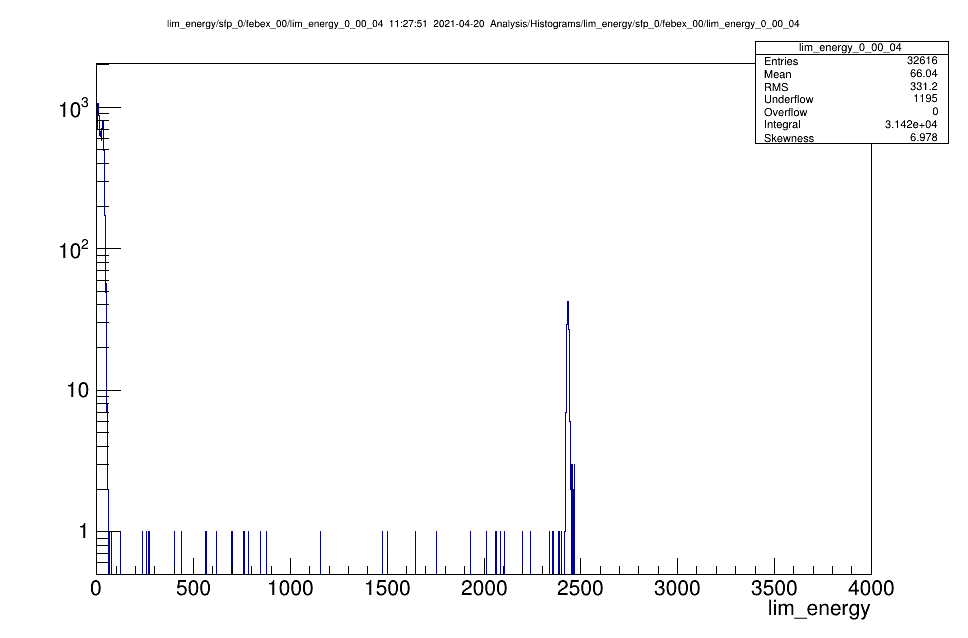 lim_energy/sfp_0/febex_00/lim_energy_0_00_04 11:27:51 2021-04-20 Analysis/Histograms/lim_energy/sfp_0/febex_00/lim_energy_0_00_04
lim_energy_0_00_04
Entries 32616
Mean 66.04
RMS 331.2
Underflow 1195
Overflow 0
Integral 3.142e+04
Skewness 6.978
10³
10²
10
1
0 500 1000 1500 2000 2500 3000 3500 4000
lim_energy